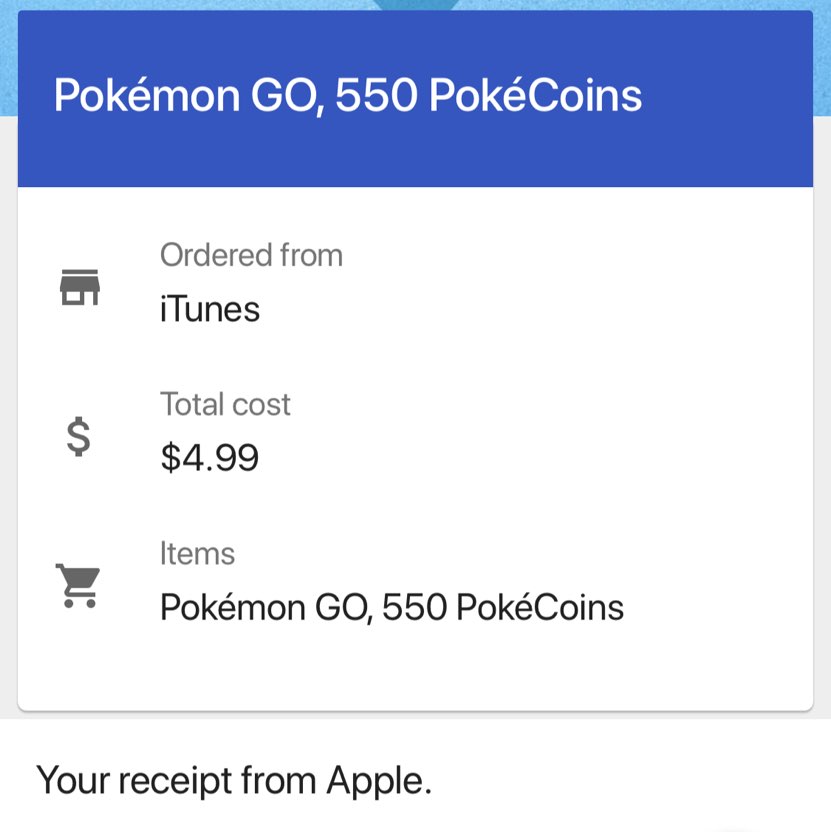 Pokémon GO, 550 PokéCoins
Ordered from
iTunes
$
Total cost
$4.99
Items
Pokémon GO, 550 PokéCoins
Your receipt from Apple.